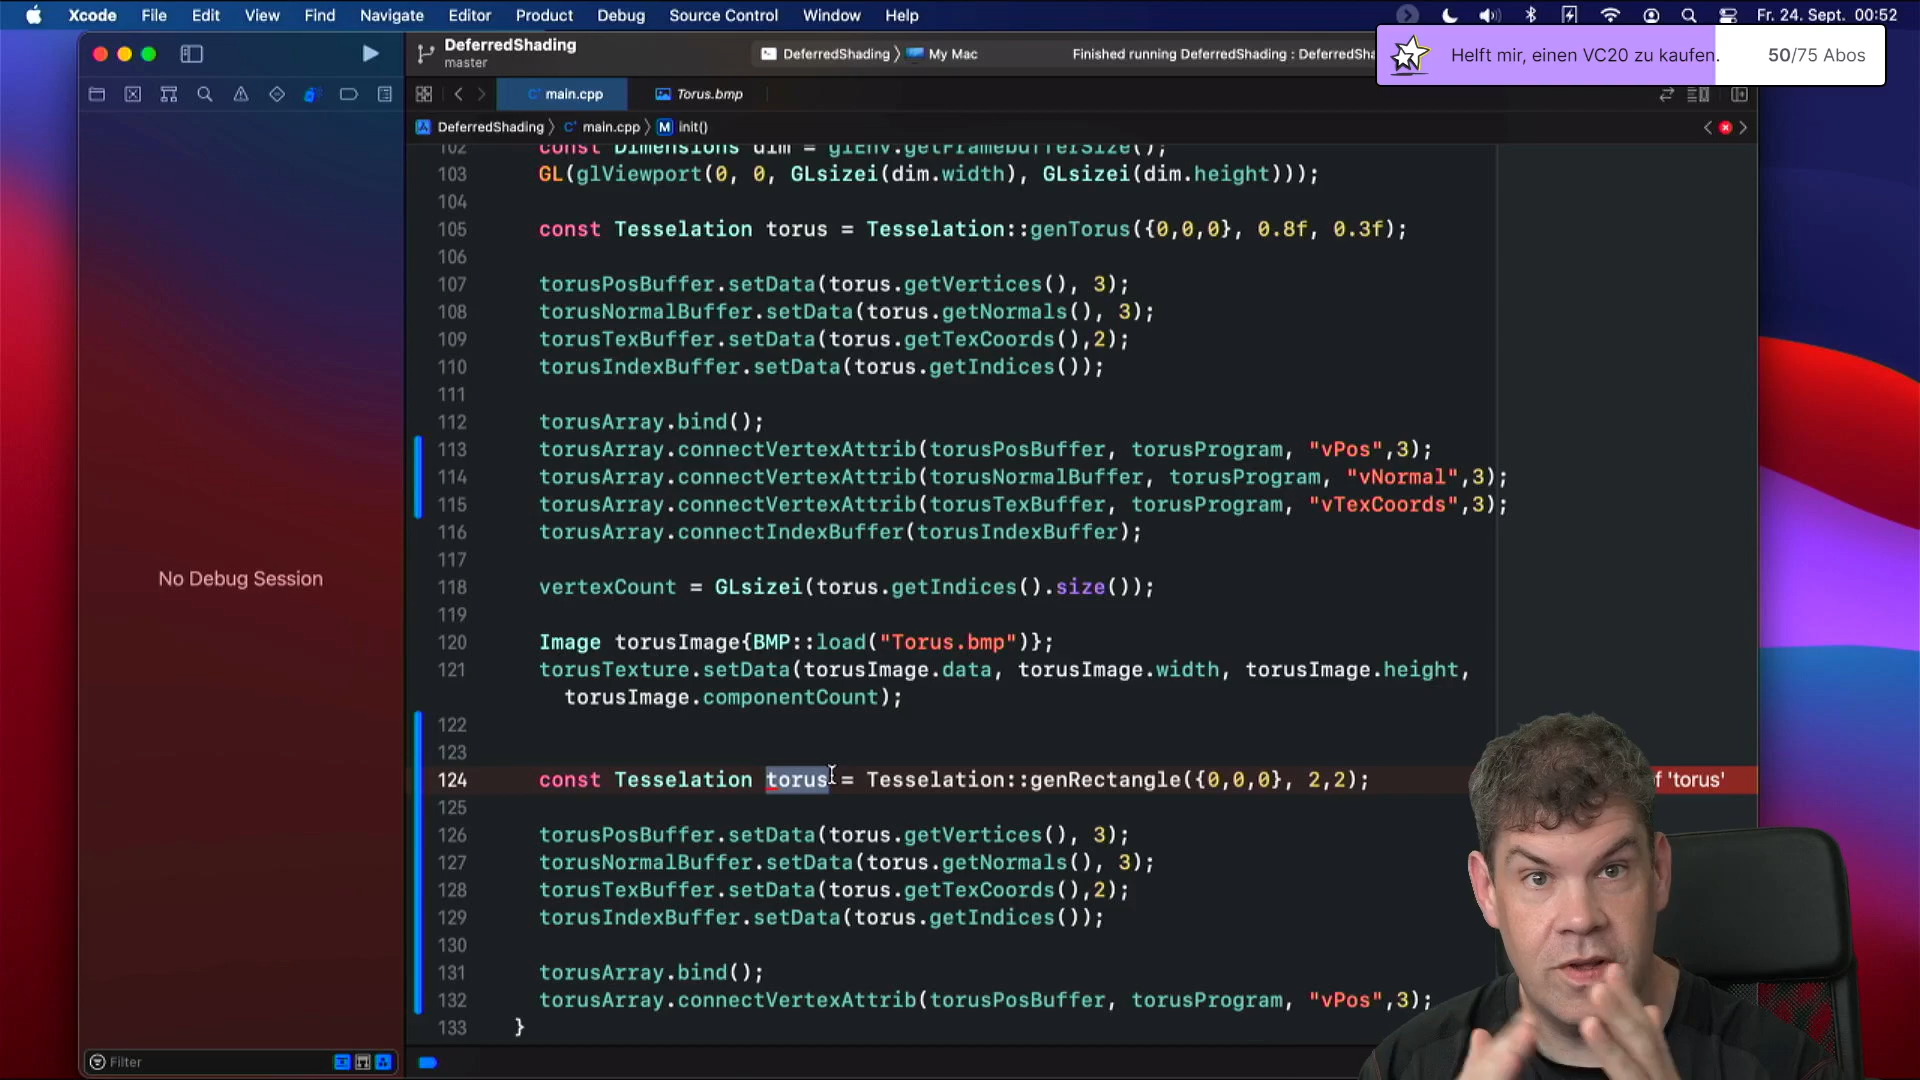 Xcode File Edit View Find Navigate Editor Product Debug Source Control Window Help Fr. 24. Sept. 00:52
Helft mir, einen VC20 zu kaufen. 50/75 Abos
DeferredShading
master
DeferredShading My Mac
Finished running DeferredShading :
main.cpp
Torus.bmp
DeferredShading main.cpp M init()
102 const Dimensions dim = glEnv.getFramebufferSize();
103 GL(glViewport(0, 0, GLsizei(dim.width), GLsizei(dim.height)));
104
105 const Tesselation torus = Tesselation::genTorus({0,0,0}, 0.8f, 0.3f);
106
107 torusPosBuffer.setData(torus.getVertices(), 3);
108 torusNormalBuffer.setData(torus.getNormals(), 3);
109 torusTexBuffer.setData(torus.getTexCoords(),2);
110 torusIndexBuffer.setData(torus.getIndices());
111
112 torusArray.bind();
113 torusArray.connectVertexAttrib(torusPosBuffer, torusProgram, "vPos",3);
114 torusArray.connectVertexAttrib(torusNormalBuffer, torusProgram, "vNormal",3);
115 torusArray.connectVertexAttrib(torusTexBuffer, torusProgram, "vTexCoords",3);
116 torusArray.connectIndexBuffer(torusIndexBuffer);
117
118 vertexCount = GLsizei(torus.getIndices().size());
119
120 Image torusImage{BMP::load("Torus.bmp")};
121 torusTexture.setData(torusImage.data, torusImage.width, torusImage.height,
torusImage.componentCount);
122
123
124 const Tesselation torus = Tesselation::genRectangle({0,0,0}, 2,2); f 'torus'
125
126 torusPosBuffer.setData(torus.getVertices(), 3);
127 torusNormalBuffer.setData(torus.getNormals(), 3);
128 torusTexBuffer.setData(torus.getTexCoords(),2);
129 torusIndexBuffer.setData(torus.getIndices());
130
131 torusArray.bind();
132 torusArray.connectVertexAttrib(torusPosBuffer, torusProgram, "vPos",3);
133 }
No Debug Session
Filter